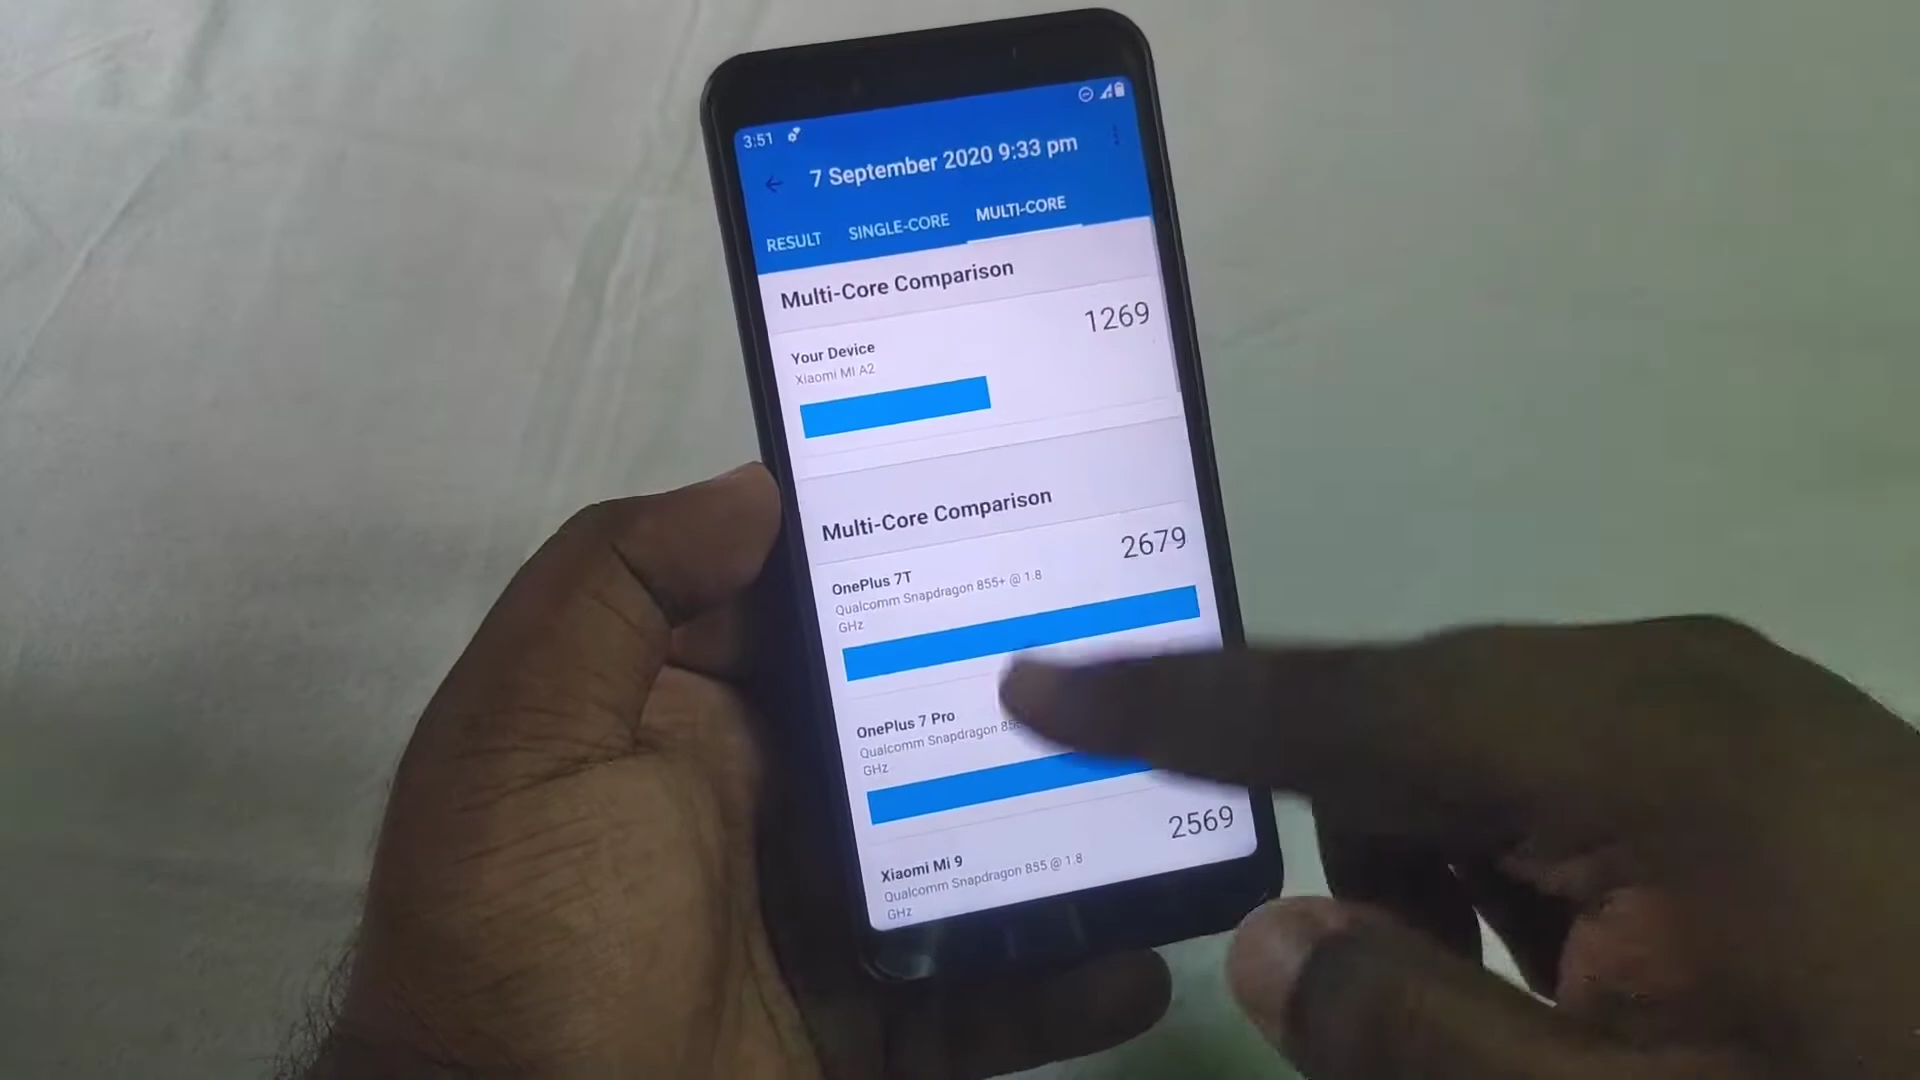 3:51
7 September 2020 9:33 pm
RESULT SINGLE-CORE MULTI-CORE
Multi-Core Comparison
1269
Your Device
Xiaomi MI A2
Multi-Core Comparison
2679
OnePlus 7T
Qualcomm Snapdragon 855+ @ 1.8
GHz
OnePlus 7 Pro
Qualcomm Snapdragon
GHz
2569
Xiaomi Mi 9
Qualcomm Snapdragon 855 @ 1.8
GHz